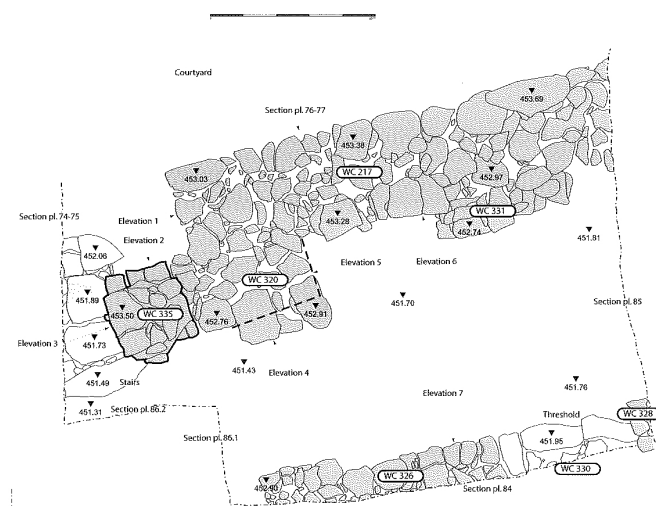 Courtyard
Section pl. 76-77
453.69
453.38
453.03
WC 217
452.97
Section pl. 74-75
Elevation 1
453.28
WC 331
452.74
451.81
Elevation 2
452.06
Elevation 5
Elevation 6
WC 320
451.89
451.70
Section pl. 85
453.50
WC 335
452.76
452.91
Elevation 3
451.73
451.43
Elevation 4
451.49
Stairs
451.76
Elevation 7
451.31
Section pl. 86.2
Threshold
WC 328
Section pl. 86.1
451.95
WC 330
WC 326
452.90
Section pl. 84